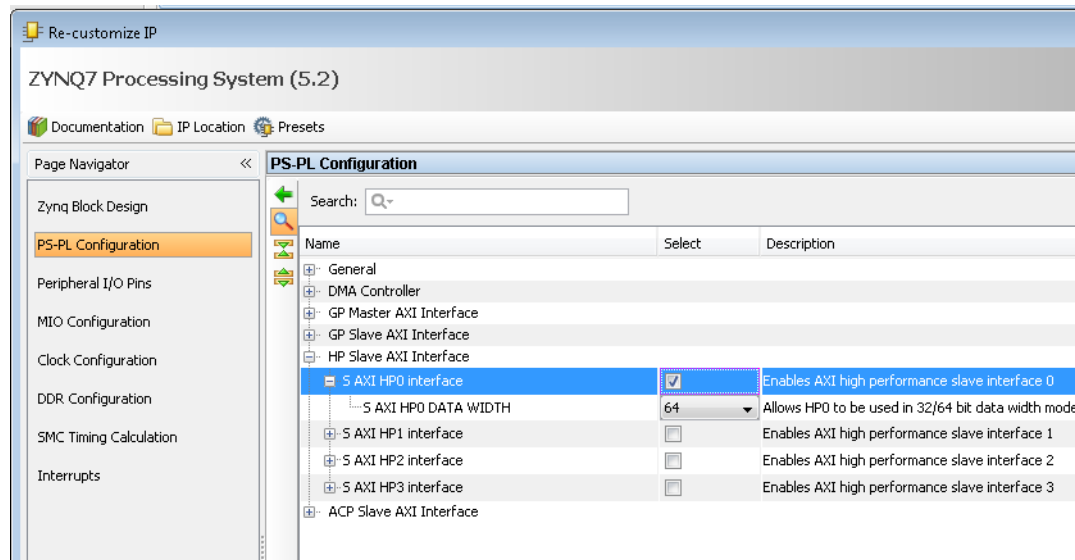 Re-customize IP
ZYNQ7 Processing System (5.2)
Documentation IP Location Presets
Page Navigator «
Zynq Block Design
PS-PL Configuration
Peripheral I/O Pins
MIO Configuration
Clock Configuration
DDR Configuration
SMC Timing Calculation
Interrupts
PS-PL Configuration
Search:
Name Select Description
General
DMA Controller
GP Master AXI Interface
GP Slave AXI Interface
HP Slave AXI Interface
S AXI HP0 interface Enables AXI high performance slave interface 0
S AXI HP0 DATA WIDTH 64 Allows HP0 to be used in 32/64 bit data width mode
S AXI HP1 interface Enables AXI high performance slave interface 1
S AXI HP2 interface Enables AXI high performance slave interface 2
S AXI HP3 interface Enables AXI high performance slave interface 3
ACP Slave AXI Interface